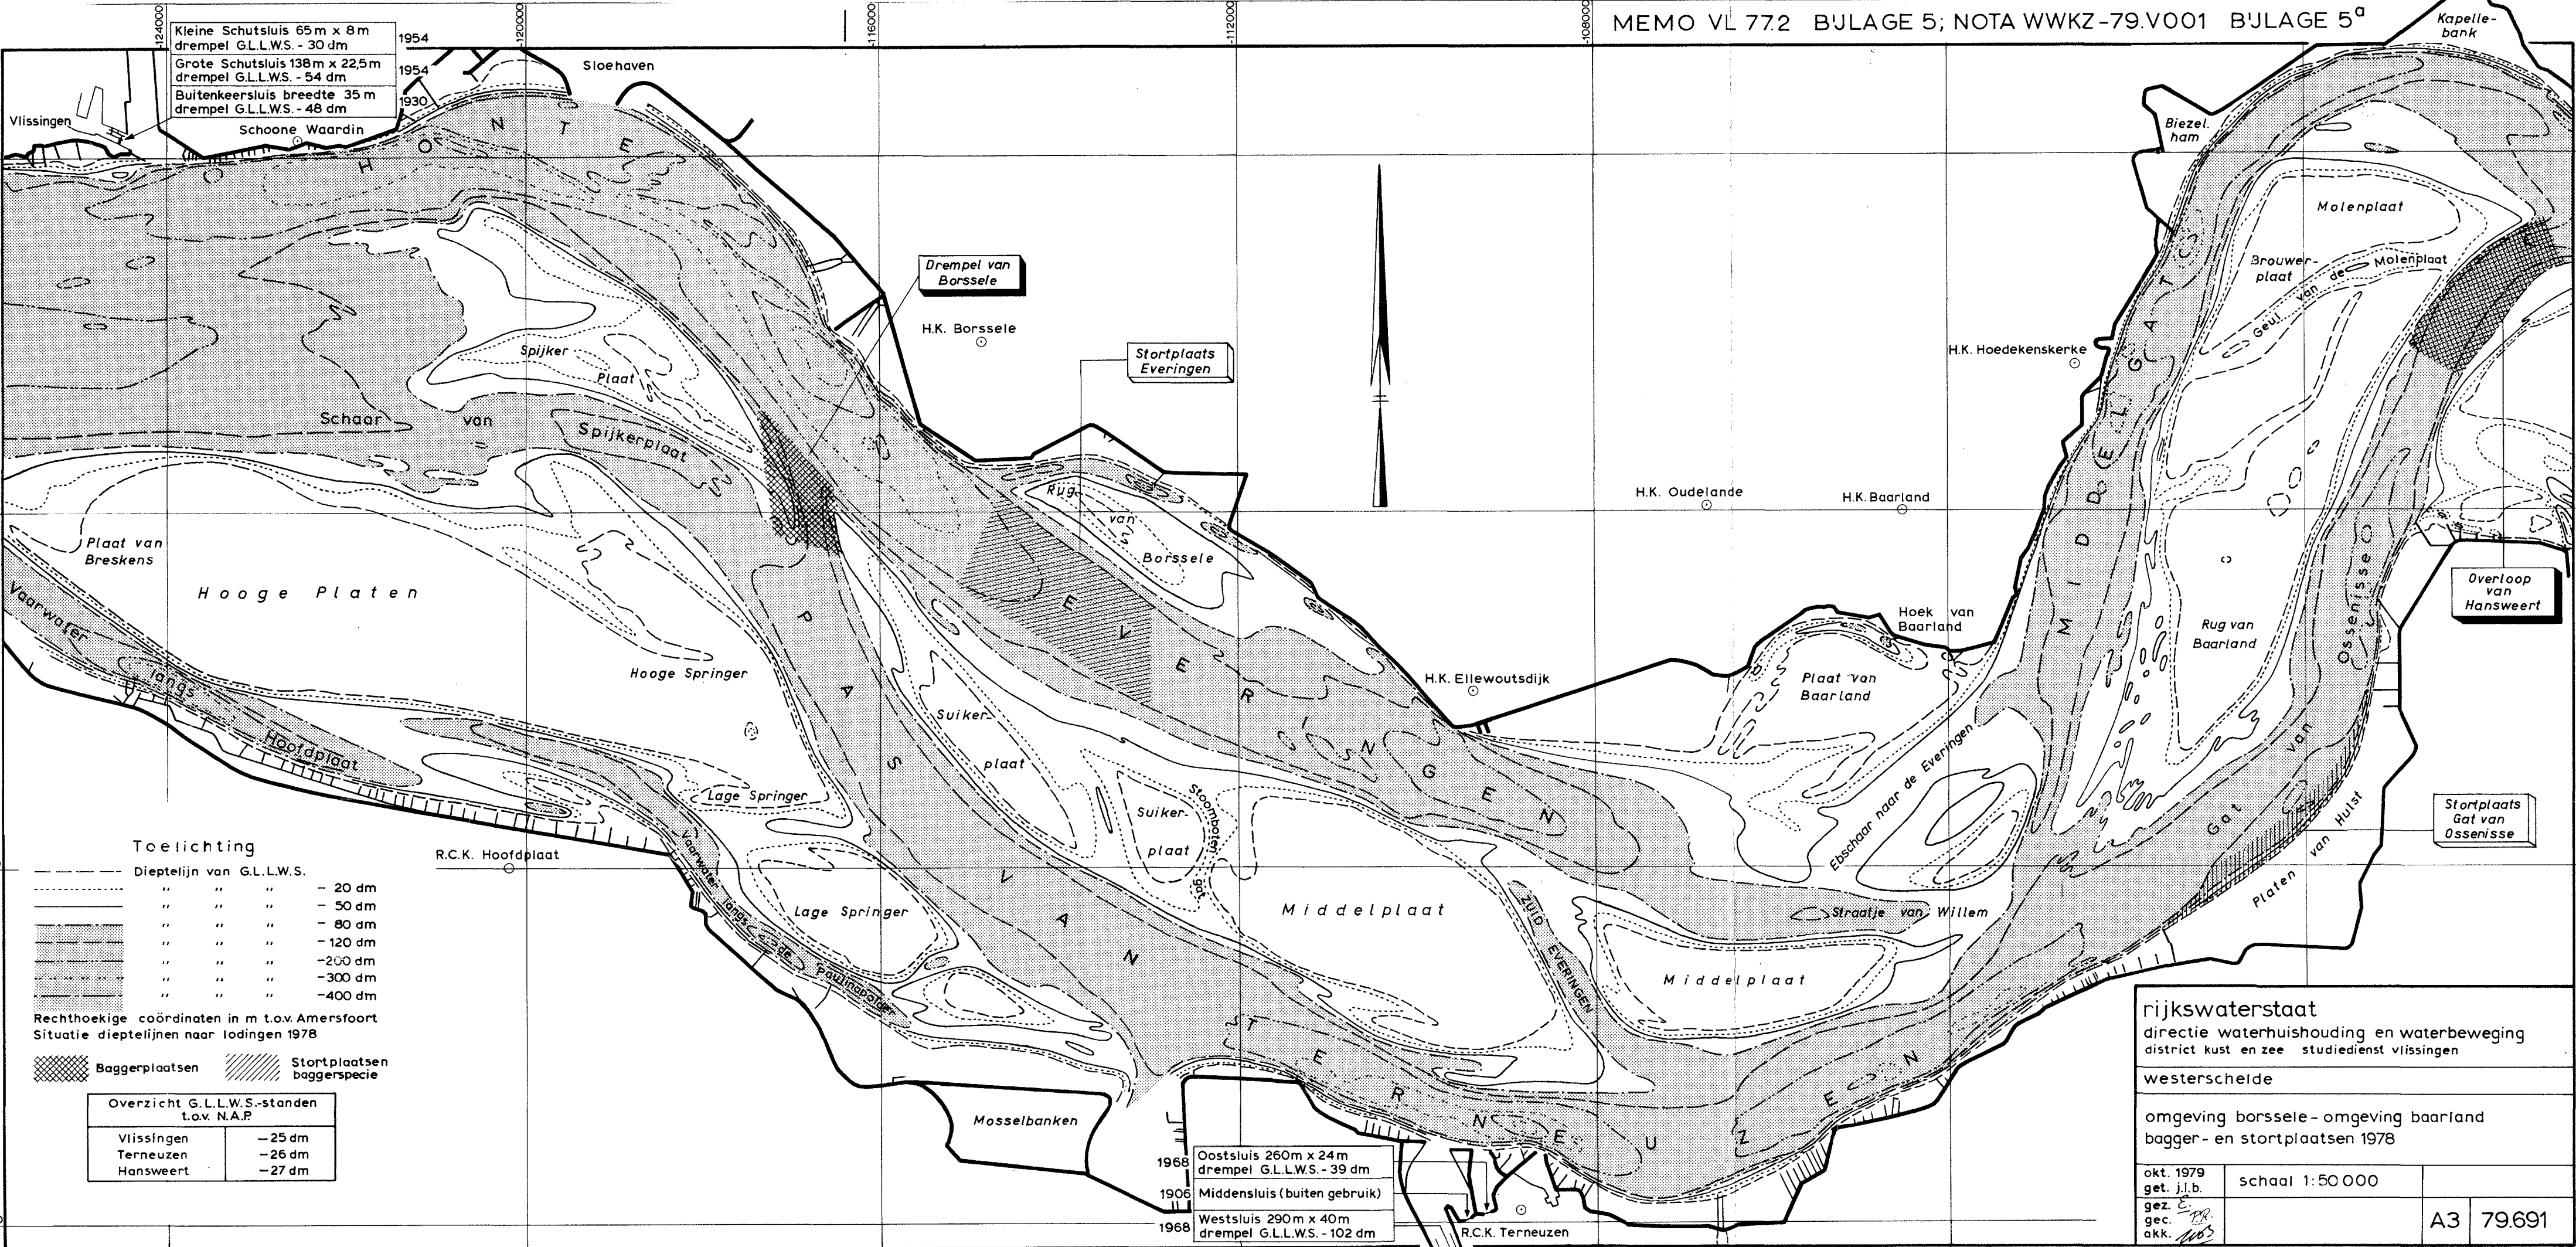 MEMO VL 77.2 BIJLAGE 5; NOTA WWKZ-79.V001 BIJLAGE 5a
-124000
-120000
-116000
-112000
-108000
Kleine Schutsluis 65 m x 8 m
drempel G.L.L.W.S. - 30 dm
1954
Grote Schutsluis 138 m x 22,5 m
drempel G.L.L.W.S. - 54 dm
1954
Buitenkeersluis breedte 35 m
drempel G.L.L.W.S. - 48 dm
1930
Vlissingen
Schoone Waardin
Sloehaven
HONTE
Kapelle-
bank
Biezel.
ham
Molenplaat
Brouwer-
plaat
Geul van de Molenplaat
Drempel van
Borssele
H.K. Borssele
Stortplaats
Everingen
H.K. Hoedekenskerke
Spijker
Plaat
Schaar van Spijkerplaat
Rug
van
Borssele
H.K. Oudelande
H.K. Baarland
MIDDELGAT
Plaat van
Breskens
Hooge Platen
Vaarwater langs Hoofdplaat
Hooge Springer
EVERINGEN
PAS VAN TERNEUZEN
Hoek van
Baarland
Rug van
Baarland
Overloop
van
Hansweert
H.K. Ellewoutsdijk
Plaat van
Baarland
Suiker-
plaat
Suiker-
plaat
Stoomboten
gat
Lage Springer
Ebschaar naar de Everingen
Gat van Ossenisse
Stortplaats
Gat van
Ossenisse
Platen van Hulst
R.C.K. Hoofdplaat
Vaarwater langs de Paulinapolder
Lage Springer
Middelplaat
ZUID EVERINGEN
Straatje van Willem
Middelplaat
Mosselbanken
Toelichting
Dieptelijn van G.L.L.W.S.
" " " - 20 dm
" " " - 50 dm
" " " - 80 dm
" " " -120 dm
" " " -200 dm
" " " -300 dm
" " " -400 dm
Rechthoekige coördinaten in m t.o.v. Amersfoort
Situatie dieptelijnen naar lodingen 1978
Baggerplaatsen
Stortplaatsen
baggerspecie
Overzicht G.L.L.W.S.-standen
t.o.v. N.A.P.
Vlissingen -25 dm
Terneuzen -26 dm
Hansweert -27 dm
1968 Oostsluis 260 m x 24 m
drempel G.L.L.W.S. - 39 dm
1906 Middensluis (buiten gebruik)
1968 Westsluis 290 m x 40 m
drempel G.L.L.W.S. - 102 dm
R.C.K. Terneuzen
rijkswaterstaat
directie waterhuishouding en waterbeweging
district kust en zee studiedienst vlissingen
westerschelde
omgeving borssele - omgeving baarland
bagger- en stortplaatsen 1978
okt. 1979
get. j.l.b.
schaal 1:50 000
gez.
gec.
akk.
A3 79.691